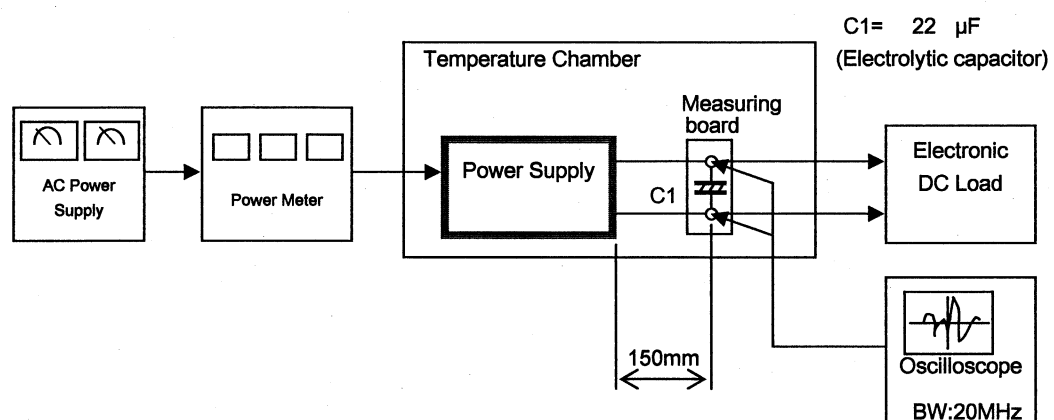 C1= 22 µF
(Electrolytic capacitor)
Temperature Chamber
Measuring
board
AC Power
Supply
Power Meter
Power Supply
C1
Electronic
DC Load
150mm
Oscilloscope
BW:20MHz